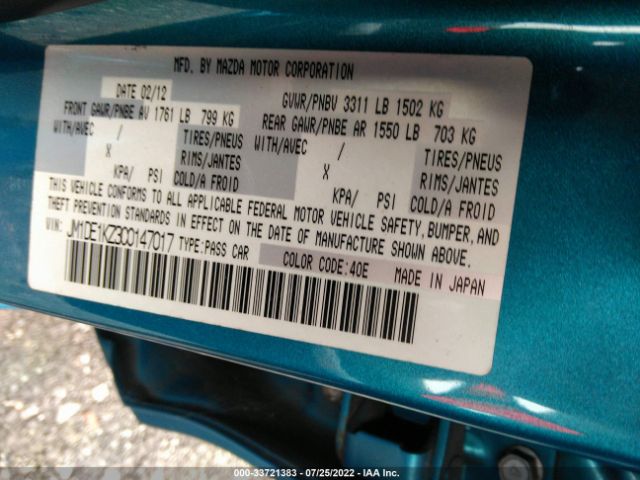 MFD. BY MAZDA MOTOR CORPORATION
DATE 02/12
GVWR/PNBV 3311 LB 1502 KG
FRONT GAWR/PNBE AV 1761 LB 799 KG
REAR GAWR/PNBE AR 1550 LB 703 KG
WITH/AVEC / TIRES/PNEUS
X RIMS/JANTES
KPA/ PSI COLD/A FROID
WITH/AVEC / TIRES/PNEUS
X RIMS/JANTES
KPA/ PSI COLD/A FROID
THIS VEHICLE CONFORMS TO ALL APPLICABLE FEDERAL MOTOR VEHICLE SAFETY, BUMPER, AND
THEFT PREVENTION STANDARDS IN EFFECT ON THE DATE OF MANUFACTURE SHOWN ABOVE.
JM1DE1KZ3C0147017 TYPE:PASS CAR
COLOR CODE:40E MADE IN JAPAN
000-33721383 - 07/25/2022 - IAA Inc.